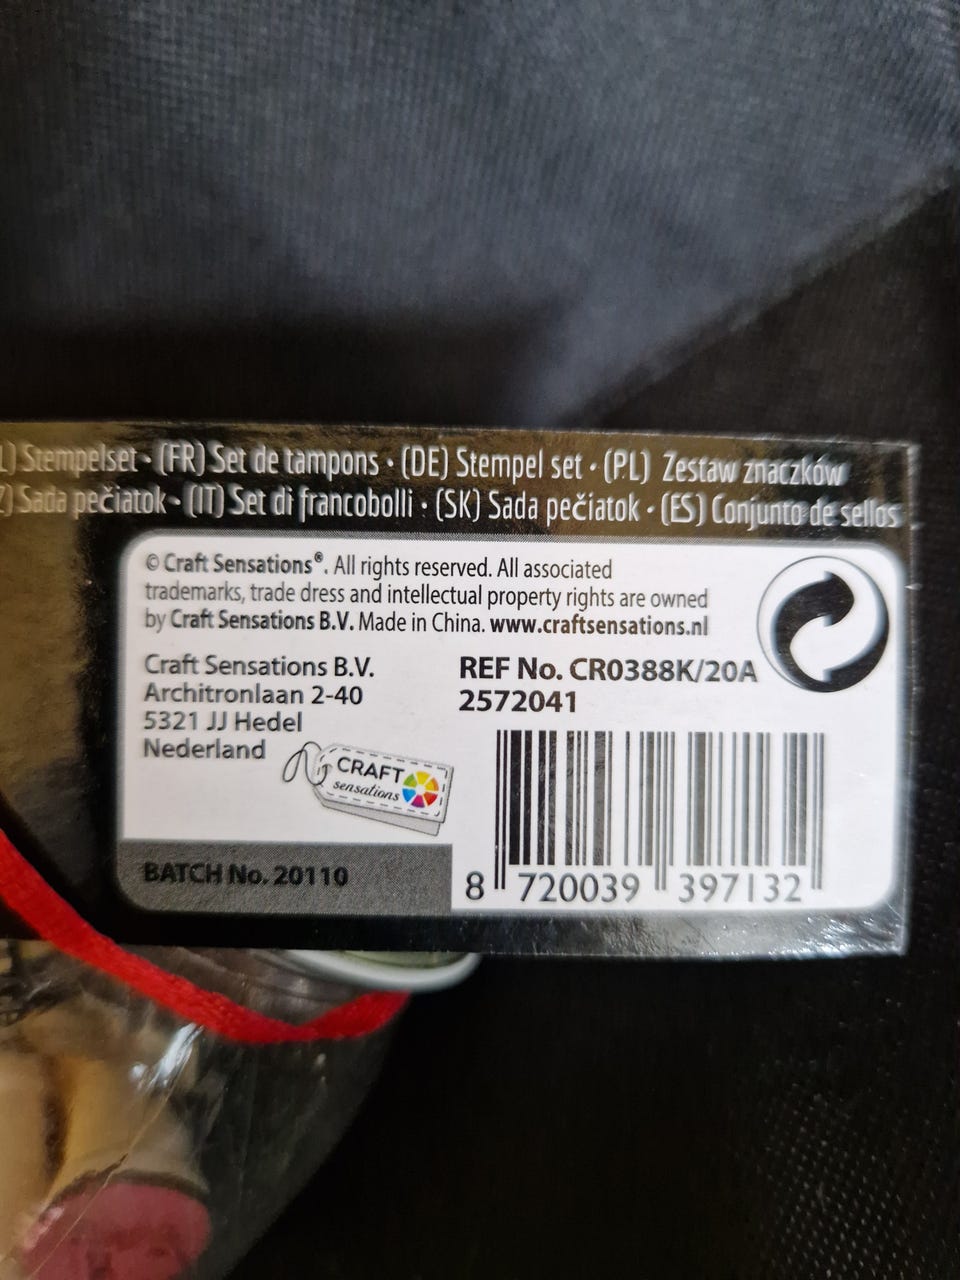 Stempelset • (FR) Set de tampons • (DE) Stempel set • (PL) Zestaw znaczków
Sada pečiatok • (IT) Set di francobolli • (SK) Sada pečiatok • (ES) Conjunto de sellos
© Craft Sensations®. All rights reserved. All associated
trademarks, trade dress and intellectual property rights are owned
by Craft Sensations B.V. Made in China. www.craftsensations.nl
Craft Sensations B.V.
Architronlaan 2-40
5321 JJ Hedel
Nederland
REF No. CR0388K/20A
2572041
CRAFT
sensations
BATCH No. 20110
8 720039 397132